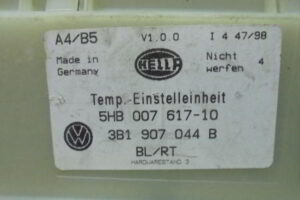 A4/B5 V1.0.0 I 4 47/98
Made in Germany
HELLA
Nicht werfen 4
Temp.-Einstelleinheit
5HB 007 617-10
3B1 907 044 B
BL/RT
HARDWARESTAND 3